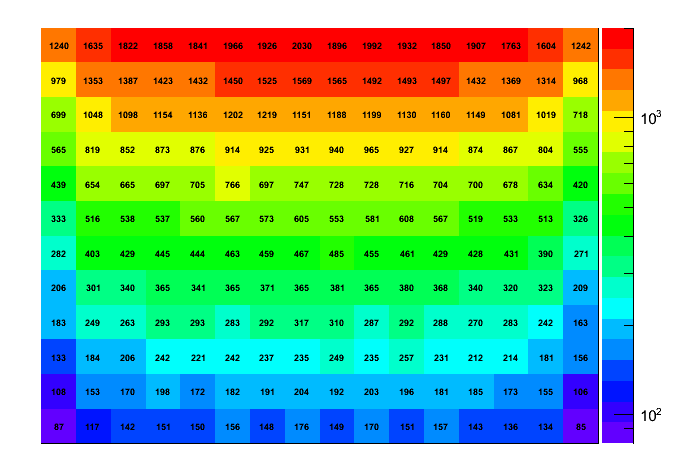 1240 1635 1822 1858 1841 1966 1926 2030 1896 1992 1932 1850 1907 1763 1604 1242
979 1353 1387 1423 1432 1450 1525 1569 1565 1492 1493 1497 1432 1369 1314 968
699 1048 1098 1154 1136 1202 1219 1151 1188 1199 1130 1160 1149 1081 1019 718 10³
565 819 852 873 876 914 925 931 940 965 927 914 874 867 804 555
439 654 665 697 705 766 697 747 728 728 716 704 700 678 634 420
333 516 538 537 560 567 573 605 553 581 608 567 519 533 513 326
282 403 429 445 444 463 459 467 485 455 461 429 428 431 390 271
206 301 340 365 341 365 371 365 381 365 380 368 340 320 323 209
183 249 263 293 293 283 292 317 310 287 292 288 270 283 242 163
133 184 206 242 221 242 237 235 249 235 257 231 212 214 181 156
108 153 170 198 172 182 191 204 192 203 196 181 185 173 155 106 10²
87 117 142 151 150 156 148 176 149 170 151 157 143 136 134 85